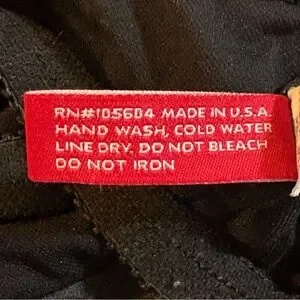 RN#105604 MADE IN U.S.A.
HAND WASH, COLD WATER
LINE DRY, DO NOT BLEACH
DO NOT IRON